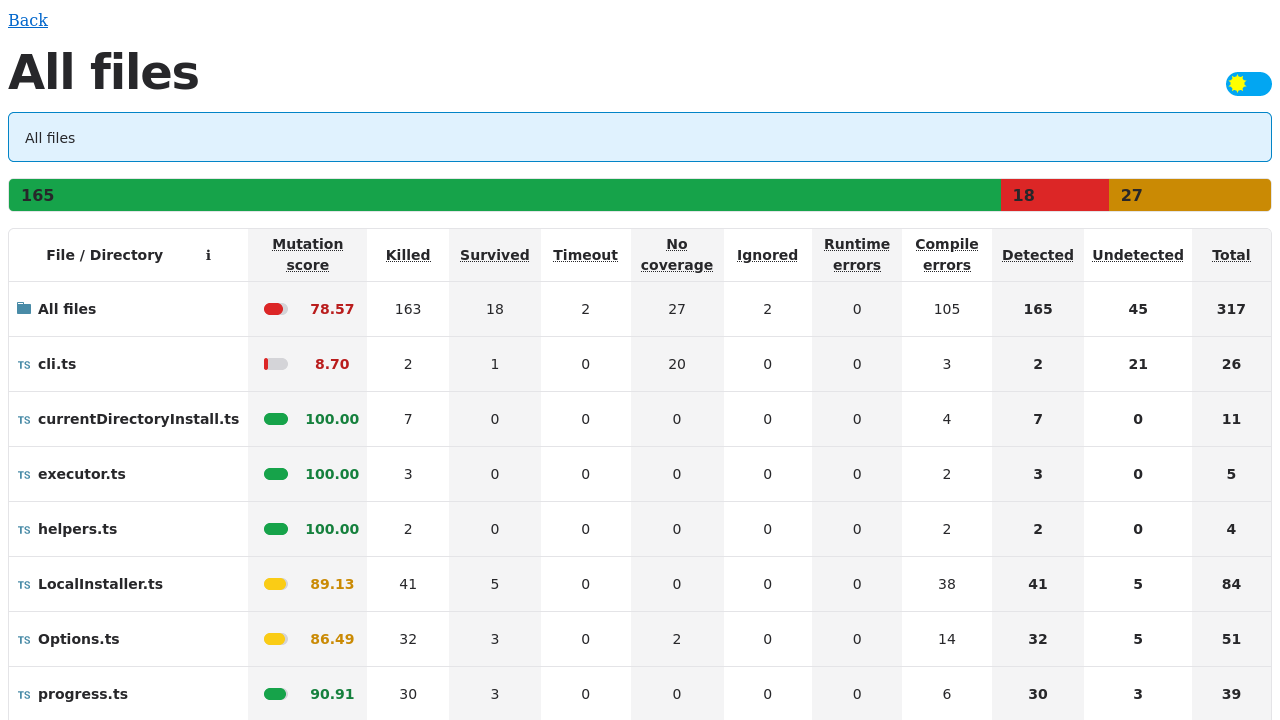 Back
All files
All files
165 18 27
File / Directory ℹ Mutation score Killed Survived Timeout No coverage Ignored Runtime errors Compile errors Detected Undetected Total
All files 78.57 163 18 2 27 2 0 105 165 45 317
TS cli.ts 8.70 2 1 0 20 0 0 3 2 21 26
TS currentDirectoryInstall.ts 100.00 7 0 0 0 0 0 4 7 0 11
TS executor.ts 100.00 3 0 0 0 0 0 2 3 0 5
TS helpers.ts 100.00 2 0 0 0 0 0 2 2 0 4
TS LocalInstaller.ts 89.13 41 5 0 0 0 0 38 41 5 84
TS Options.ts 86.49 32 3 0 2 0 0 14 32 5 51
TS progress.ts 90.91 30 3 0 0 0 0 6 30 3 39